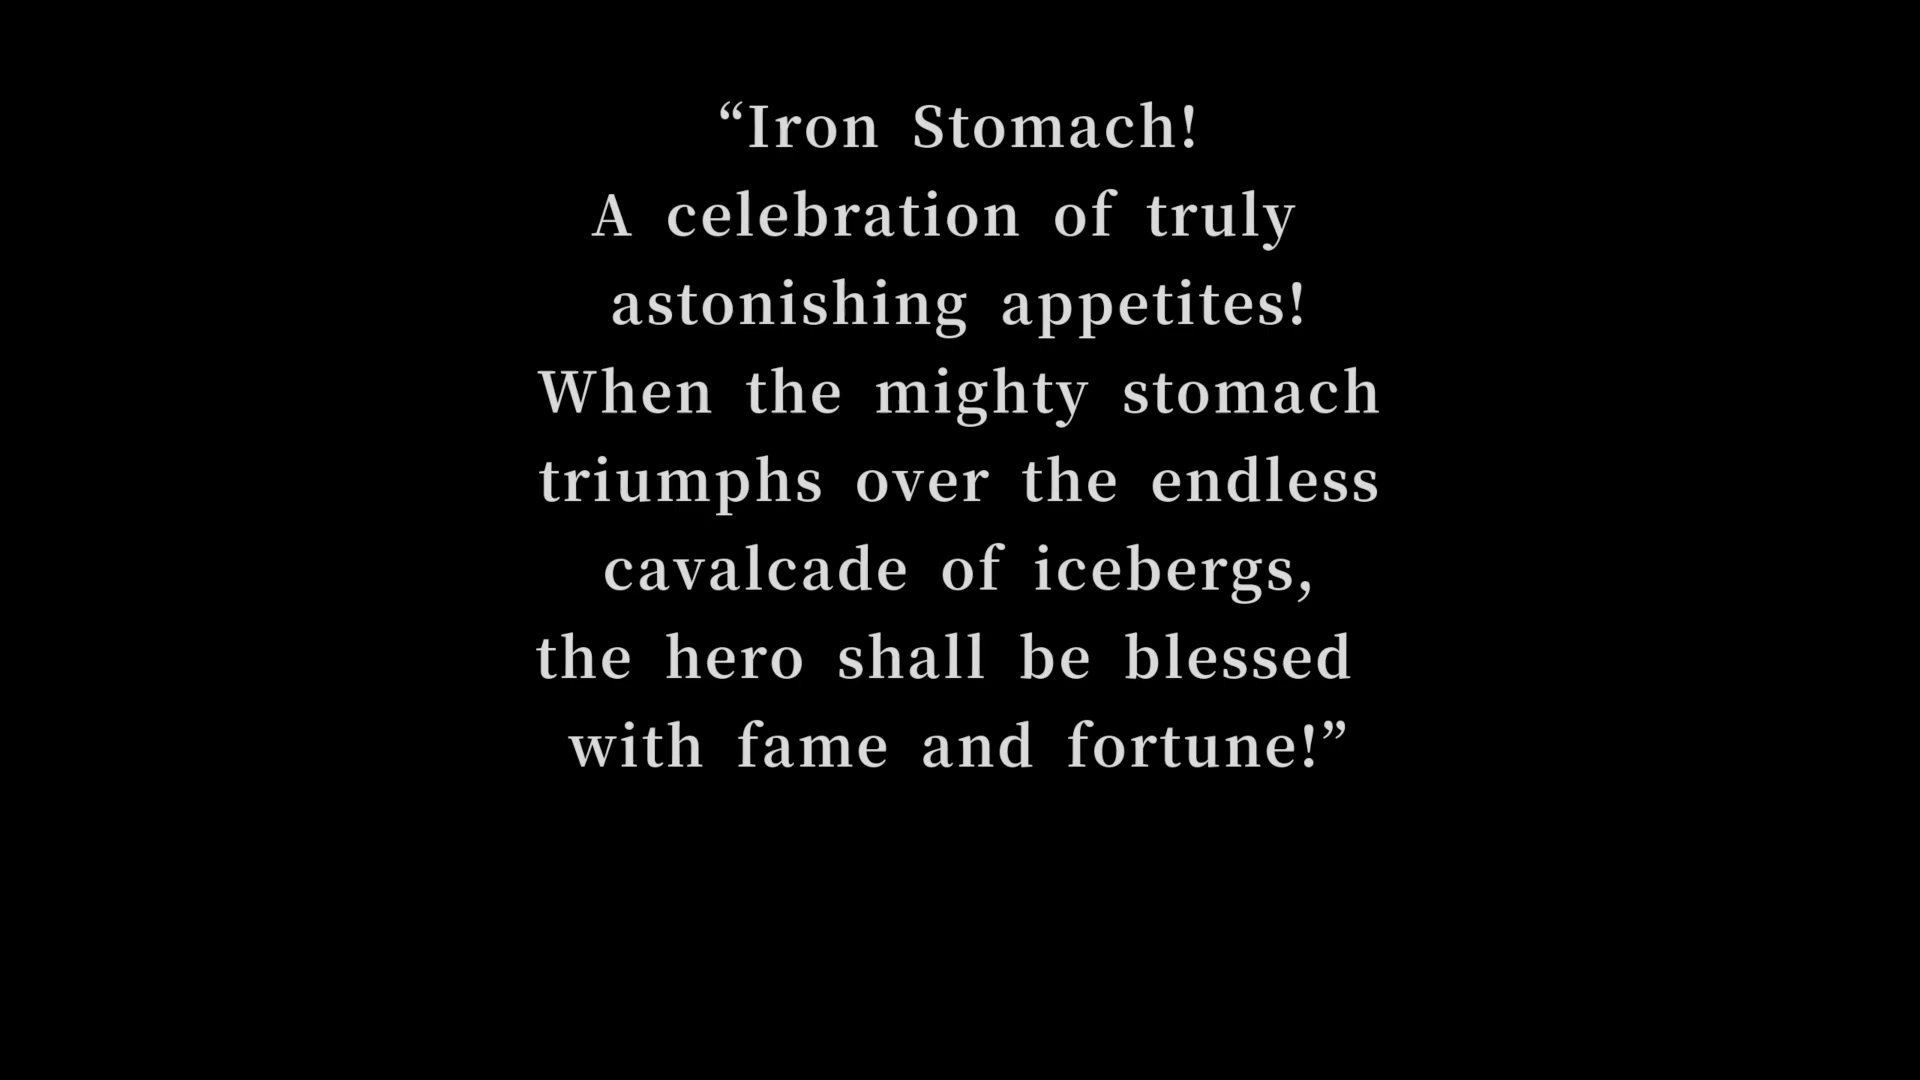 “Iron Stomach!
A celebration of truly
astonishing appetites!
When the mighty stomach
triumphs over the endless
cavalcade of icebergs,
the hero shall be blessed
with fame and fortune!”